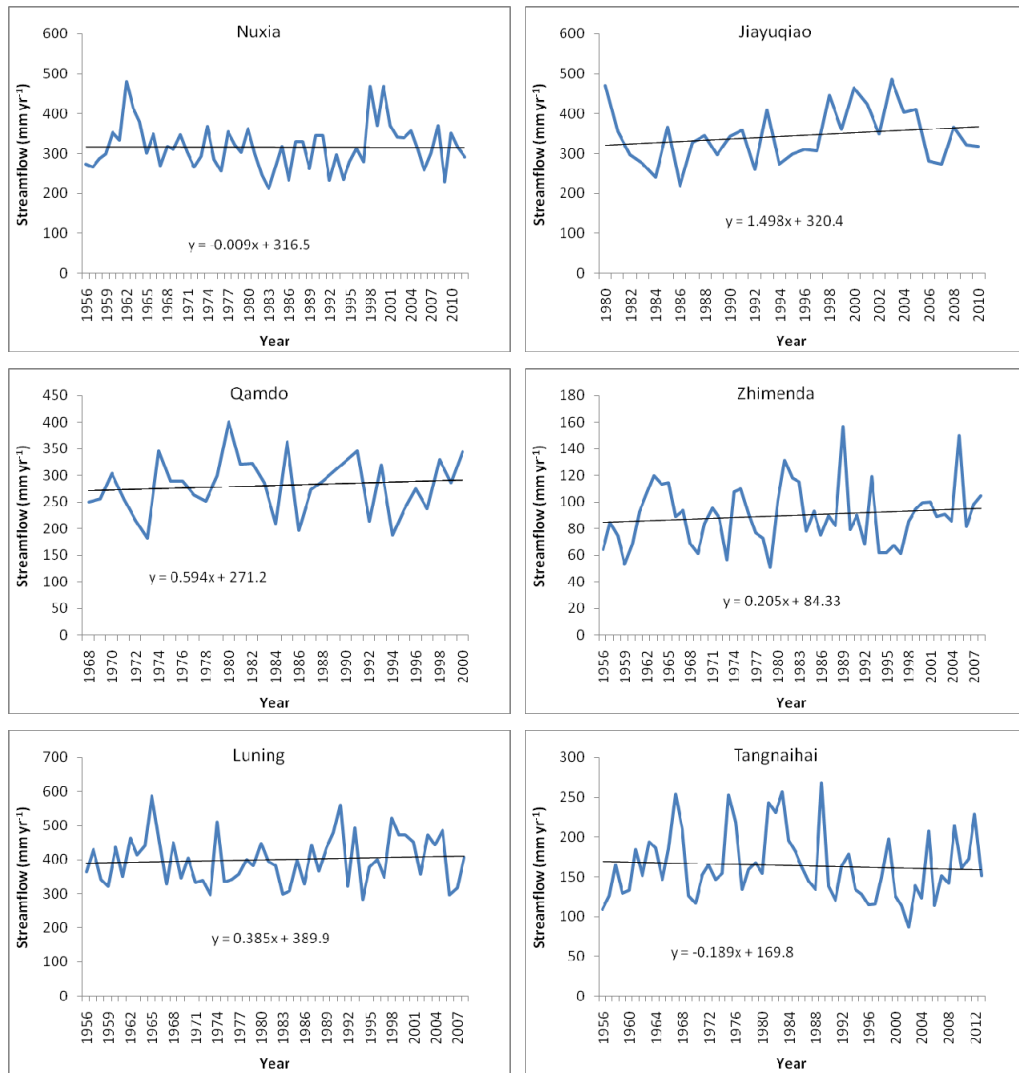 Nuxia
Streamflow (mm yr⁻¹)
600
500
400
300
200
100
0
y = -0.009x + 316.5
1956 1959 1962 1965 1968 1971 1974 1977 1980 1983 1986 1989 1992 1995 1998 2001 2004 2007 2010
Year
Jiayuqiao
Streamflow (mm yr⁻¹)
600
500
400
300
200
100
0
y = 1.498x + 320.4
1980 1982 1984 1986 1988 1990 1992 1994 1996 1998 2000 2002 2004 2006 2008 2010
Year
Qamdo
Streamflow (mm yr⁻¹)
450
400
350
300
250
200
150
100
50
0
y = 0.594x + 271.2
1968 1970 1972 1974 1976 1978 1980 1982 1984 1986 1988 1990 1992 1994 1996 1998 2000
Year
Zhimenda
Streamflow (mm yr⁻¹)
180
160
140
120
100
80
60
40
20
0
y = 0.205x + 84.33
1956 1959 1962 1965 1968 1971 1974 1977 1980 1983 1986 1989 1992 1995 1998 2001 2004 2007
Year
Luning
Streamflow (mm yr⁻¹)
700
600
500
400
300
200
100
0
y = 0.385x + 389.9
1956 1959 1962 1965 1968 1971 1974 1977 1980 1983 1986 1989 1992 1995 1998 2001 2004 2007
Year
Tangnaihai
Streamflow (mm yr⁻¹)
300
250
200
150
100
50
0
y = -0.189x + 169.8
1956 1960 1964 1968 1972 1976 1980 1984 1988 1992 1996 2000 2004 2008 2012
Year